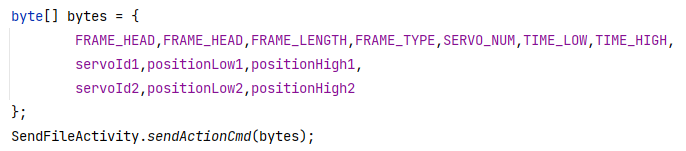 byte[] bytes = {
FRAME_HEAD,FRAME_HEAD,FRAME_LENGTH,FRAME_TYPE,SERVO_NUM,TIME_LOW,TIME_HIGH,
servoId1,positionLow1,positionHigh1,
servoId2,positionLow2,positionHigh2
};
SendFileActivity.sendActionCmd(bytes);